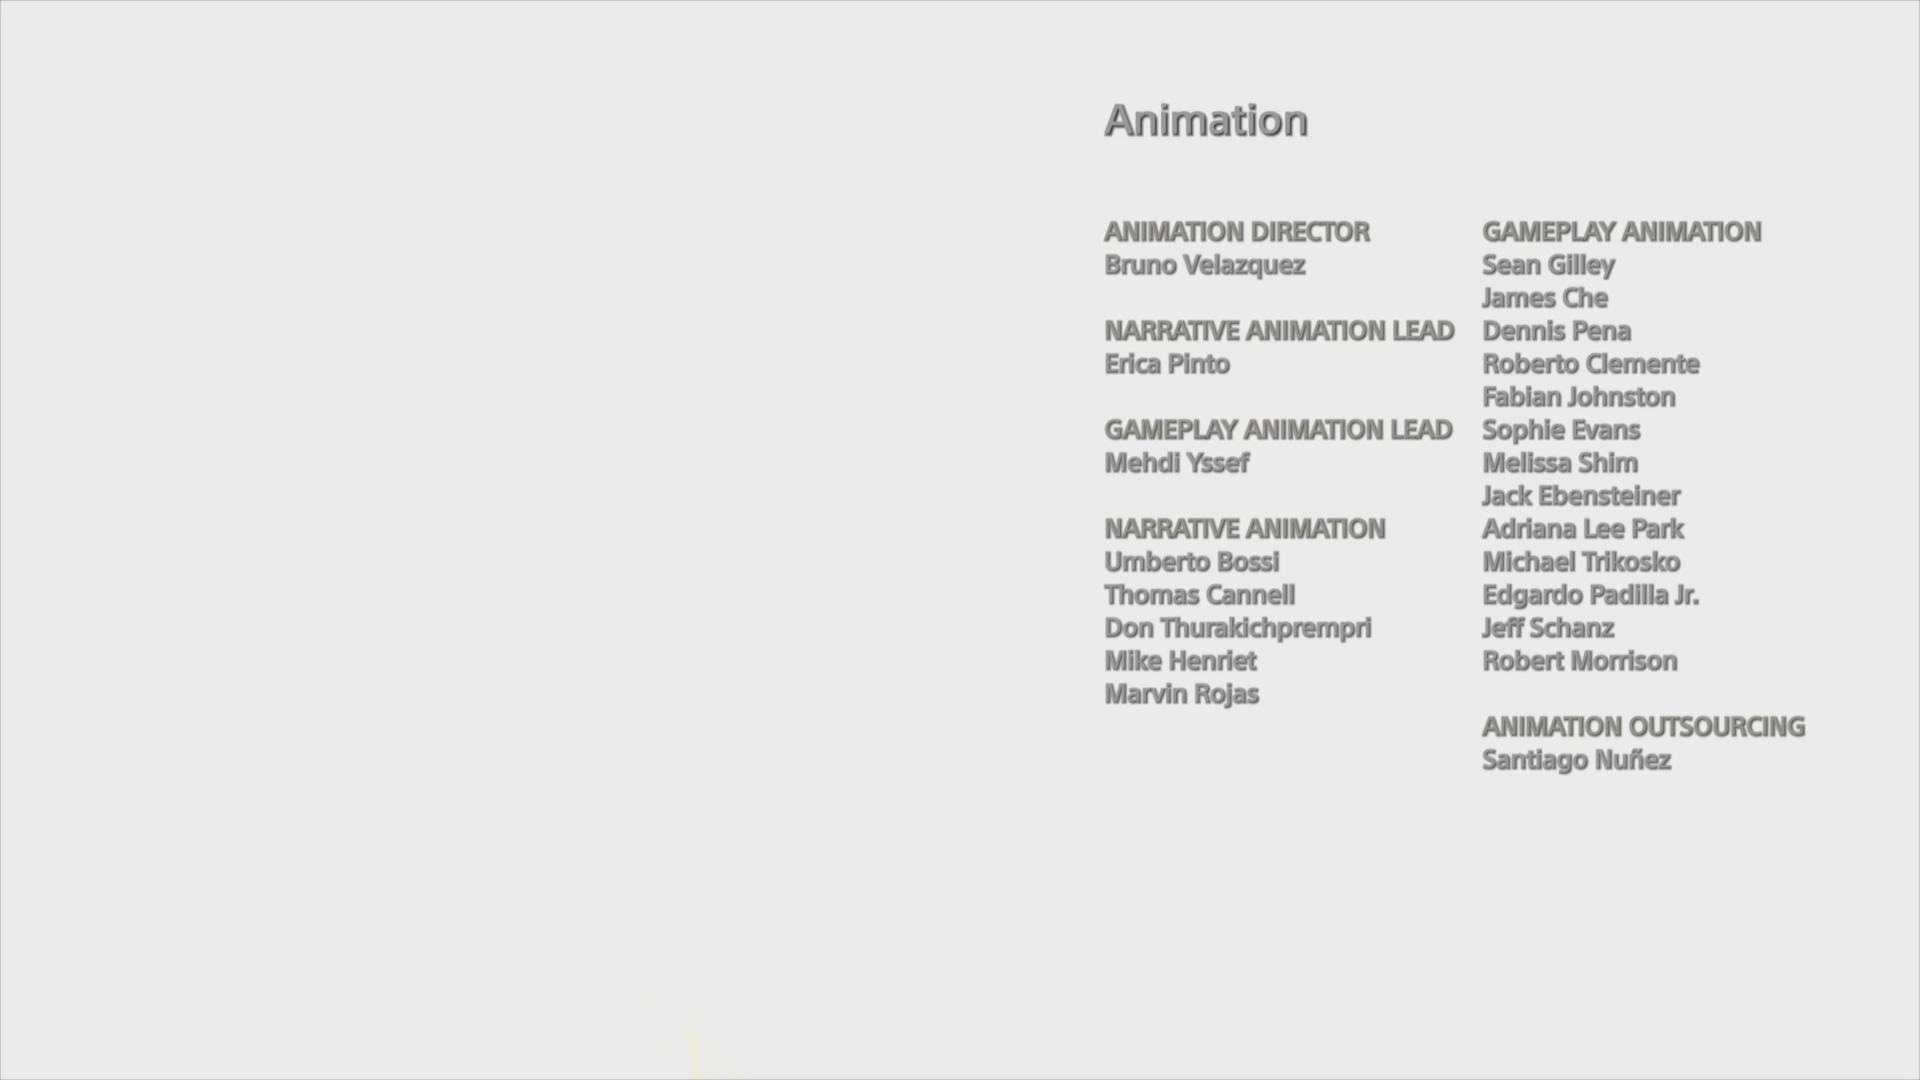 Animation
ANIMATION DIRECTOR
Bruno Velazquez
NARRATIVE ANIMATION LEAD
Erica Pinto
GAMEPLAY ANIMATION LEAD
Mehdi Yssef
NARRATIVE ANIMATION
Umberto Bossi
Thomas Cannell
Don Thurakichprempri
Mike Henriet
Marvin Rojas
GAMEPLAY ANIMATION
Sean Gilley
James Che
Dennis Pena
Roberto Clemente
Fabian Johnston
Sophie Evans
Melissa Shim
Jack Ebensteiner
Adriana Lee Park
Michael Trikosko
Edgardo Padilla Jr.
Jeff Schanz
Robert Morrison
ANIMATION OUTSOURCING
Santiago Nuñez